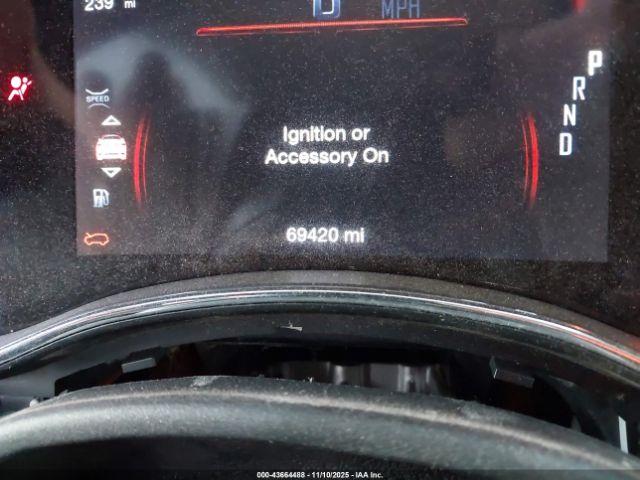 239 mi
MPH
P
R
N
D
SPEED
Ignition or
Accessory On
69420 mi
000-43664488 - 11/10/2025 - IAA Inc.